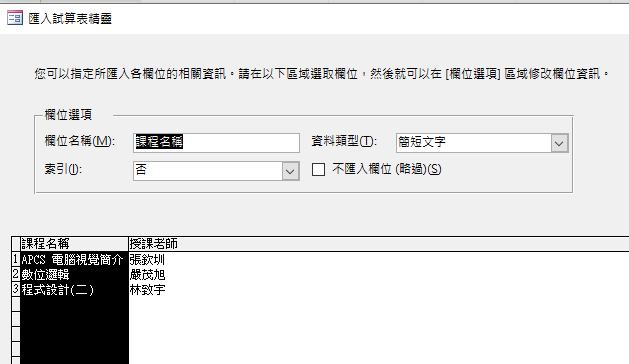 匯入試算表精靈
您可以指定所匯入各欄位的相關資訊。請在以下區域選取欄位，然後就可以在 [欄位選項] 區域修改欄位資訊。
欄位選項
欄位名稱(M): 課程名稱 資料類型(T): 簡短文字
索引(I): 否 不匯入欄位 (略過)(S)
課程名稱 授課老師
1 APCS 電腦視覺簡介 張欽圳
2 數位邏輯 嚴茂旭
3 程式設計(二) 林致宇